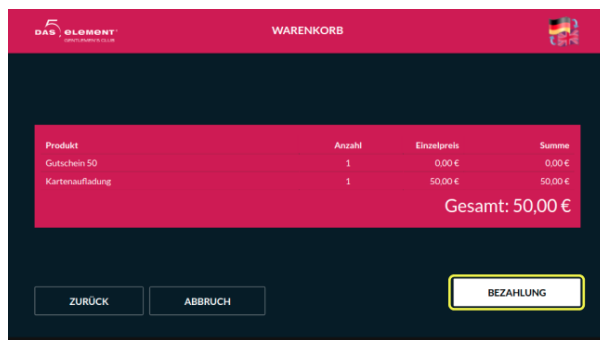 DAS 5. ELEMENT
GENTLEMEN'S CLUB
WARENKORB
Produkt Anzahl Einzelpreis Summe
Gutschein 50 1 0,00 € 0,00 €
Kartenaufladung 1 50,00 € 50,00 €
Gesamt: 50,00 €
ZURÜCK ABBRUCH BEZAHLUNG